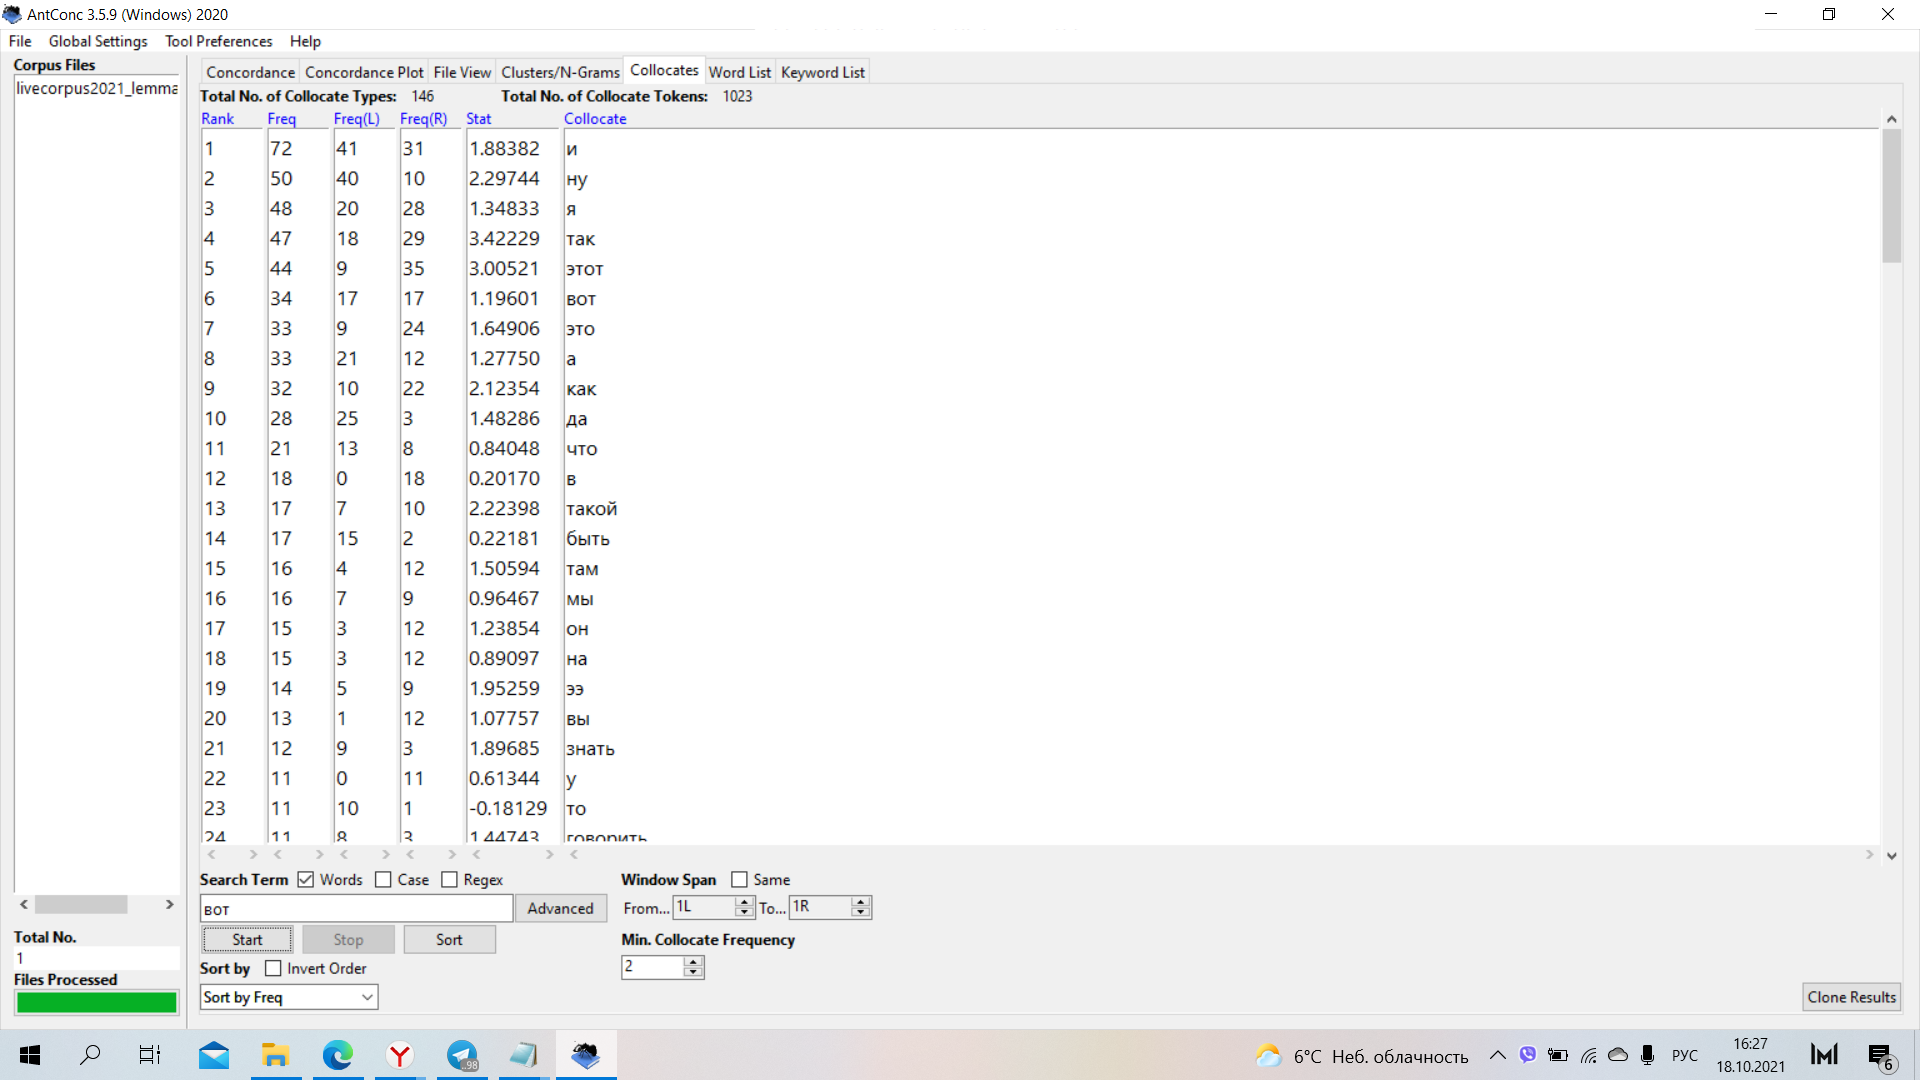 AntConc 3.5.9 (Windows) 2020
File Global Settings Tool Preferences Help
Corpus Files
livecorpus2021_lemma
Concordance Concordance Plot File View Clusters/N-Grams Collocates Word List Keyword List
Total No. of Collocate Types: 146 Total No. of Collocate Tokens: 1023
Rank Freq Freq(L) Freq(R) Stat Collocate
1 72 41 31 1.88382 и
2 50 40 10 2.29744 ну
3 48 20 28 1.34833 я
4 47 18 29 3.42229 так
5 44 9 35 3.00521 этот
6 34 17 17 1.19601 вот
7 33 9 24 1.64906 это
8 33 21 12 1.27750 а
9 32 10 22 2.12354 как
10 28 25 3 1.48286 да
11 21 13 8 0.84048 что
12 18 0 18 0.20170 в
13 17 7 10 2.22398 такой
14 17 15 2 0.22181 быть
15 16 4 12 1.50594 там
16 16 7 9 0.96467 мы
17 15 3 12 1.23854 он
18 15 3 12 0.89097 на
19 14 5 9 1.95259 ээ
20 13 1 12 1.07757 вы
21 12 9 3 1.89685 знать
22 11 0 11 0.61344 у
23 11 10 1 -0.18129 то
24 11 8 3 1.44743 говорить
Search Term Words Case Regex
вот Advanced
Start Stop Sort
Sort by Invert Order
Sort by Freq
Window Span Same
From... 1L To... 1R
Min. Collocate Frequency
2
Total No.
1
Files Processed
Clone Results
98
6°C Неб. облачность
РУС
16:27
18.10.2021
6